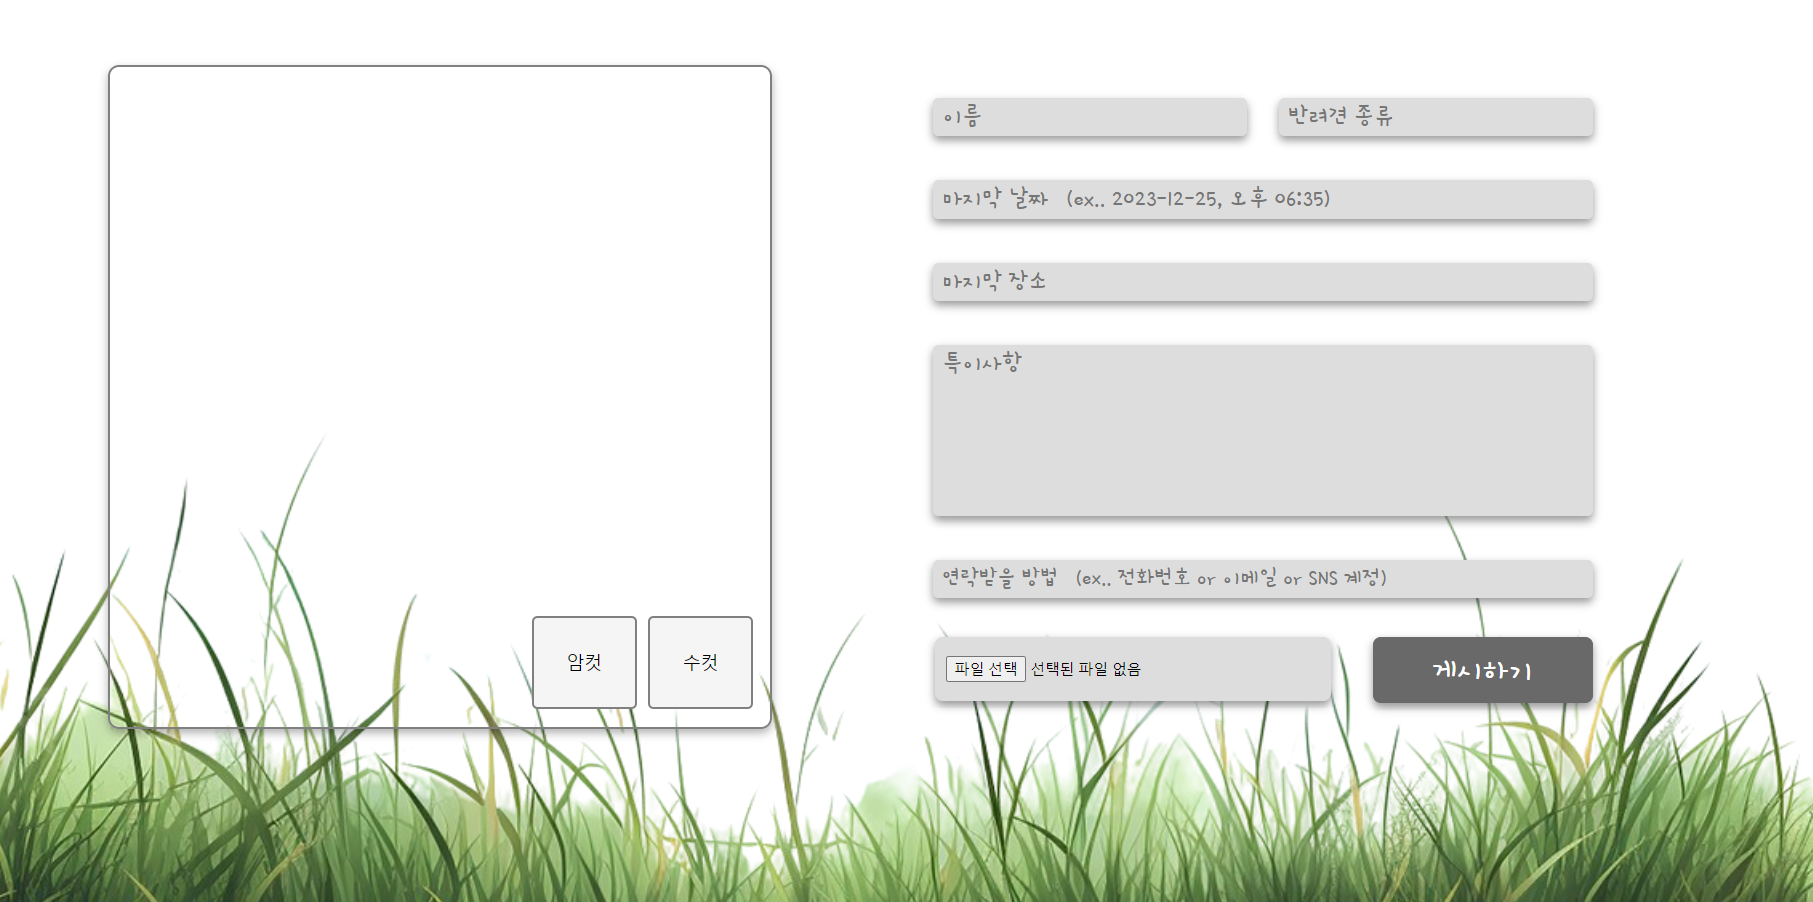 암컷 수컷
이름 반려견 종류
마지막 날짜 (ex.. 2023-12-25, 오후 06:35)
마지막 장소
특이사항
연락받을 방법 (ex.. 전화번호 or 이메일 or SNS 계정)
파일 선택 선택된 파일 없음 게시하기